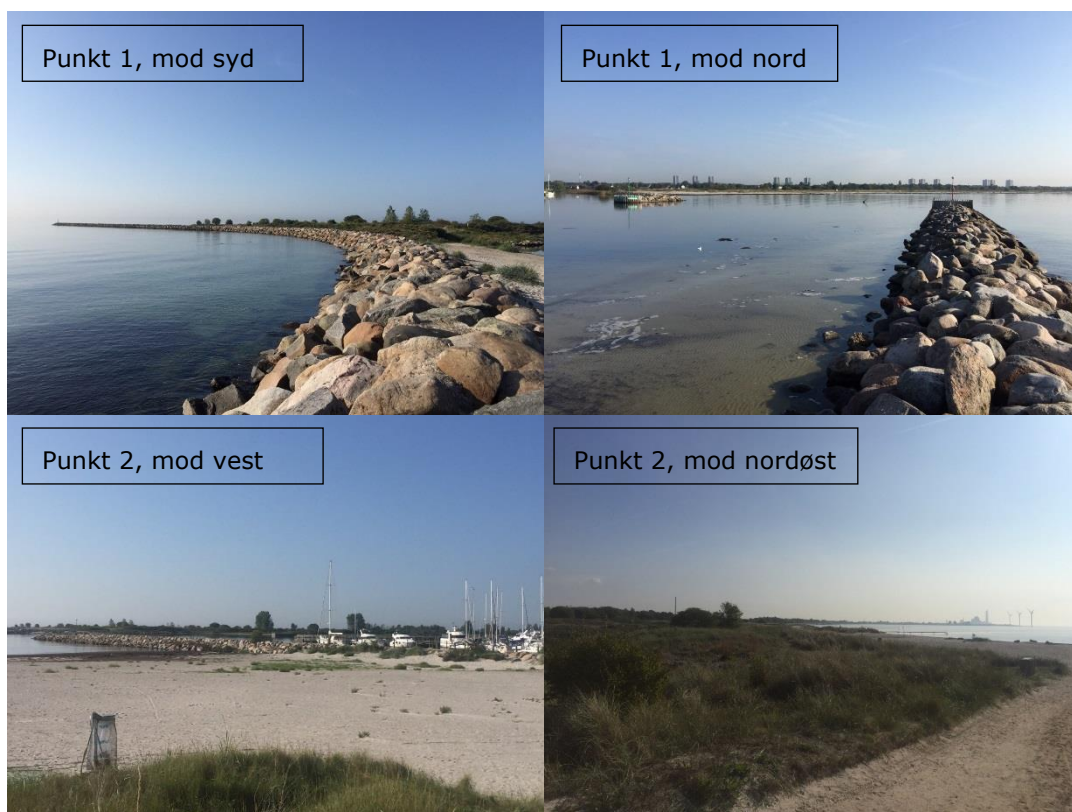 Punkt 1, mod syd
Punkt 1, mod nord
Punkt 2, mod vest
Punkt 2, mod nordøst